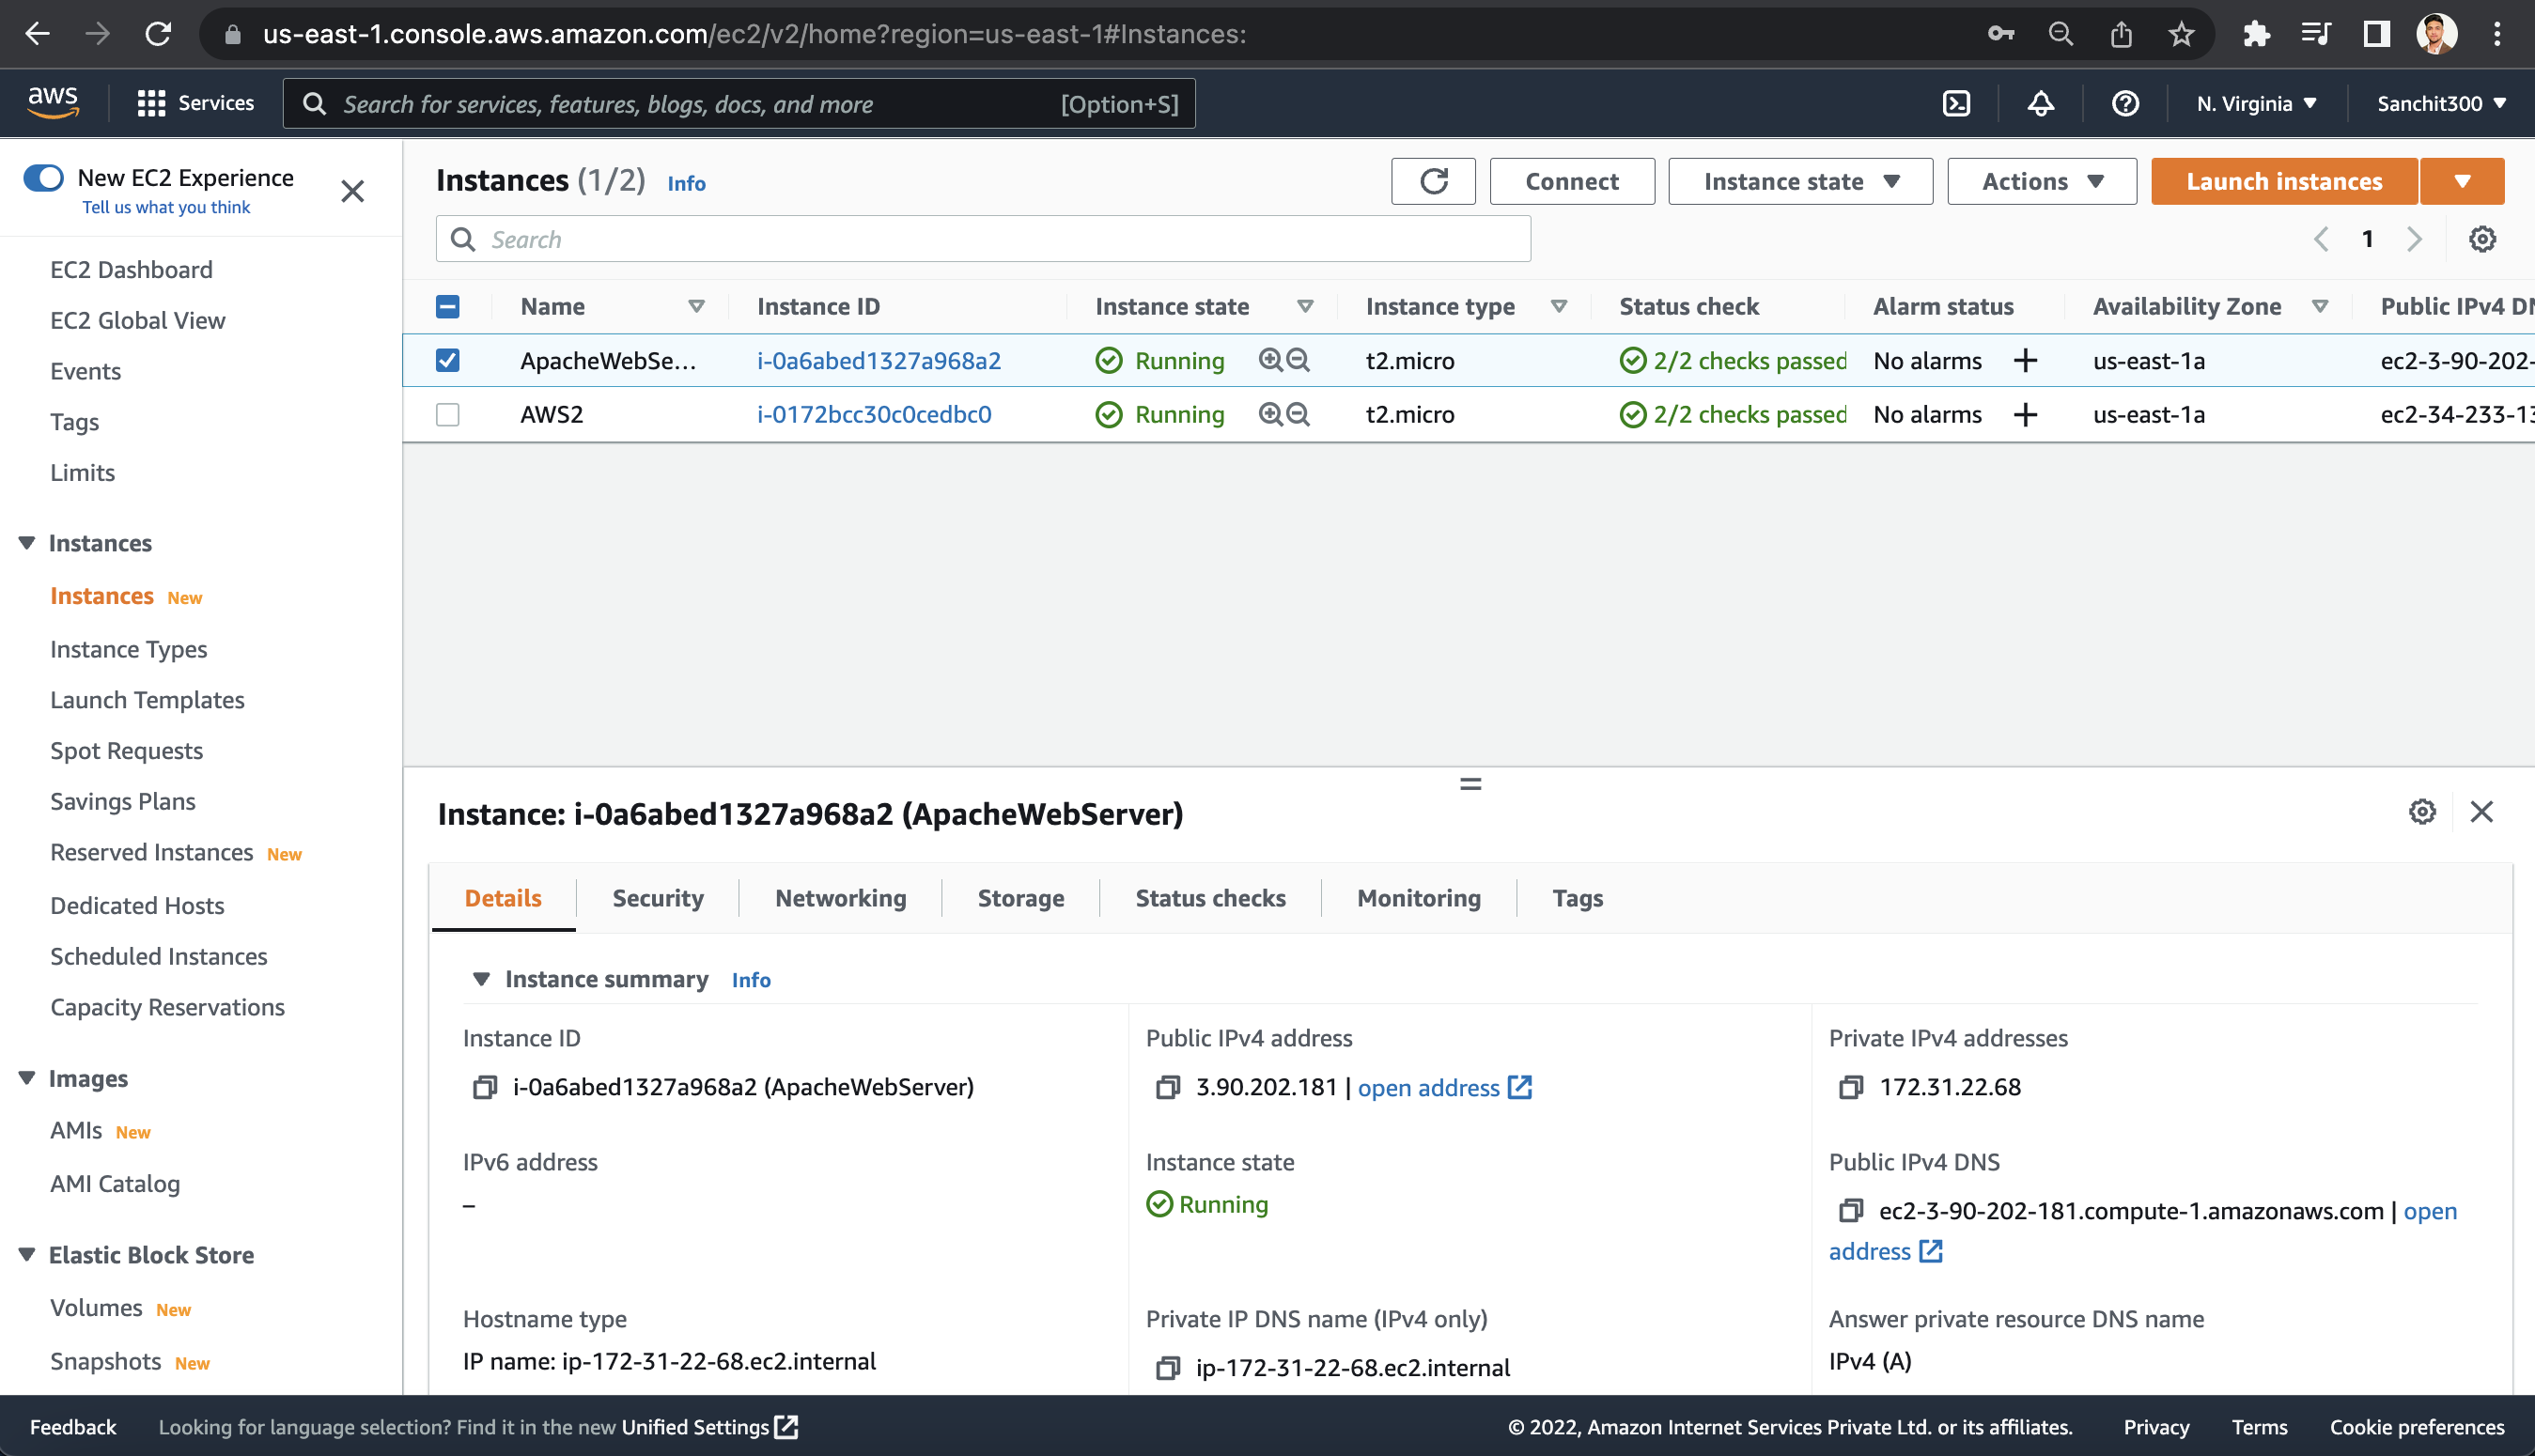 us-east-1.console.aws.amazon.com/ec2/v2/home?region=us-east-1#Instances:
aws Services Search for services, features, blogs, docs, and more [Option+S] N. Virginia Sanchit300
New EC2 Experience
Tell us what you think
EC2 Dashboard
EC2 Global View
Events
Tags
Limits
Instances
Instances New
Instance Types
Launch Templates
Spot Requests
Savings Plans
Reserved Instances New
Dedicated Hosts
Scheduled Instances
Capacity Reservations
Images
AMIs New
AMI Catalog
Elastic Block Store
Volumes New
Snapshots New
Instances (1/2) Info Connect Instance state Actions Launch instances
Search 1
Name Instance ID Instance state Instance type Status check Alarm status Availability Zone Public IPv4 DN
ApacheWebSe... i-0a6abed1327a968a2 Running t2.micro 2/2 checks passed No alarms + us-east-1a ec2-3-90-202-
AWS2 i-0172bcc30c0cedbc0 Running t2.micro 2/2 checks passed No alarms + us-east-1a ec2-34-233-13
Instance: i-0a6abed1327a968a2 (ApacheWebServer)
Details Security Networking Storage Status checks Monitoring Tags
Instance summary Info
Instance ID
i-0a6abed1327a968a2 (ApacheWebServer)
Public IPv4 address
3.90.202.181 | open address
Private IPv4 addresses
172.31.22.68
IPv6 address
–
Instance state
Running
Public IPv4 DNS
ec2-3-90-202-181.compute-1.amazonaws.com | open
address
Hostname type
IP name: ip-172-31-22-68.ec2.internal
Private IP DNS name (IPv4 only)
ip-172-31-22-68.ec2.internal
Answer private resource DNS name
IPv4 (A)
Feedback Looking for language selection? Find it in the new Unified Settings © 2022, Amazon Internet Services Private Ltd. or its affiliates. Privacy Terms Cookie preferences